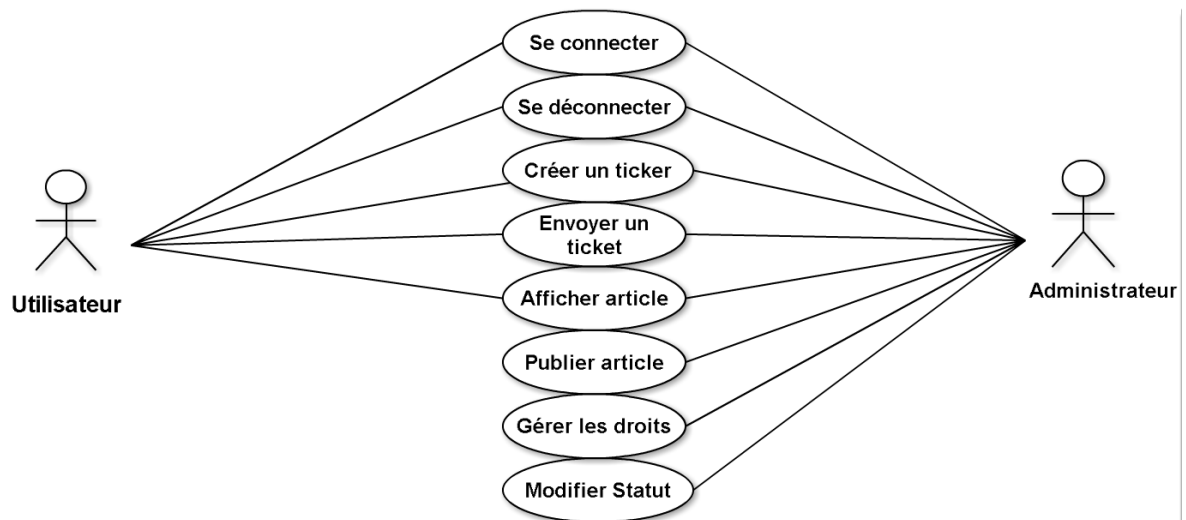 Se connecter
Se déconnecter
Créer un ticker
Envoyer un
ticket
Afficher article
Publier article
Gérer les droits
Modifier Statut
Utilisateur
Administrateur